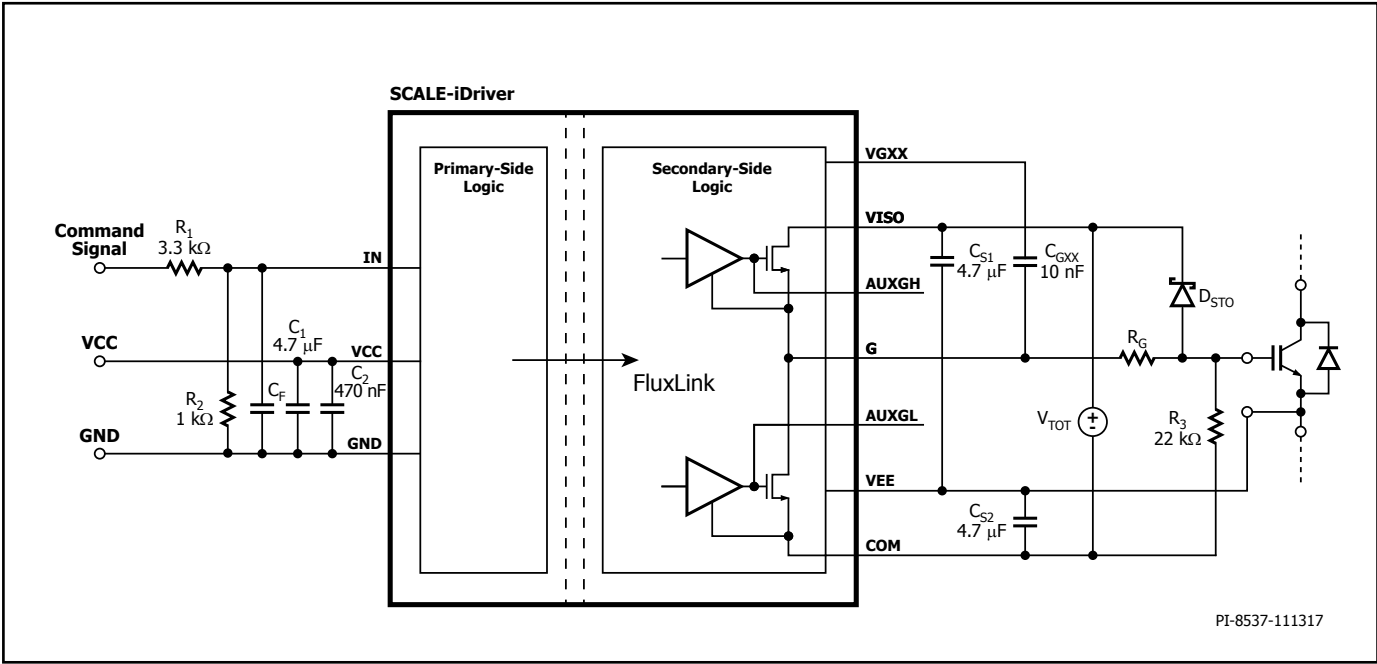 SCALE-iDriver
Primary-Side
Logic
Secondary-Side
Logic
VGXX
VISO
AUXGH
G
AUXGL
VEE
COM
Command
Signal
R1
3.3 kΩ
IN
VCC
C1
4.7 μF
VCC
C2
470 nF
R2
1 kΩ
CF
GND
GND
FluxLink
CS1
4.7 μF
CGXX
10 nF
DSTO
RG
VTOT
+
-
R3
22 kΩ
CS2
4.7 μF
PI-8537-111317